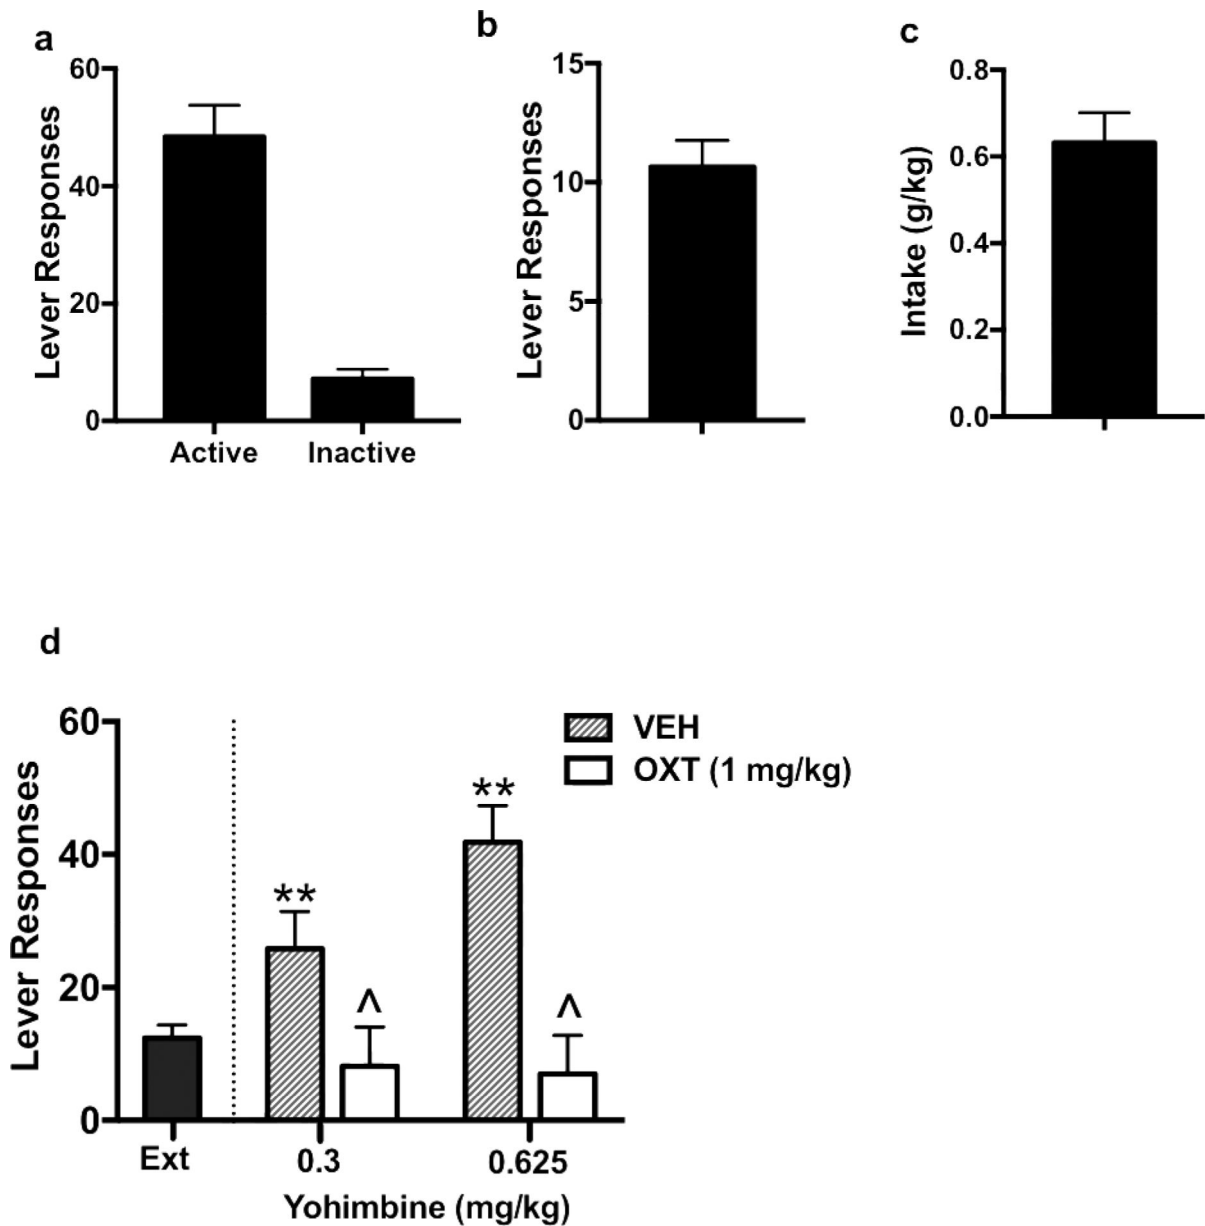 a
Lever Responses
60
40
20
0
Active Inactive
b
Lever Responses
15
10
5
0
c
Intake (g/kg)
0.8
0.6
0.4
0.2
0.0
d
Lever Responses
60
40
20
0
VEH
OXT (1 mg/kg)
**
**
^
^
Ext 0.3 0.625
Yohimbine (mg/kg)